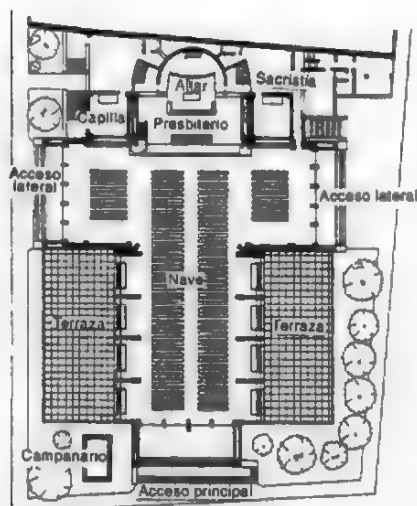 Altar
Sacristía
Capilla
Presbiterio
Acceso
lateral
Acceso lateral
Nave
Terraza
Terraza
Campanario
Acceso principal